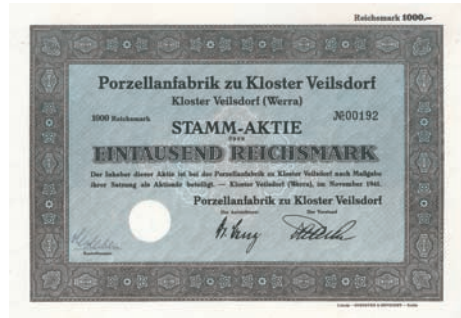 Reichsmark 1000.–
Porzellanfabrik zu Kloster Veilsdorf
Kloster Veilsdorf (Werra)
1000 Reichsmark
№00192
STAMM-AKTIE
ÜBER
EINTAUSEND REICHSMARK
Der Inhaber dieser Aktie ist bei der Porzellanfabrik zu Kloster Veilsdorf nach Maßgabe
ihrer Satzung als Aktionär beteiligt. — Kloster Veilsdorf (Werra), im November 1941.
Porzellanfabrik zu Kloster Veilsdorf
Der Aufsichtsrat
Der Vorstand